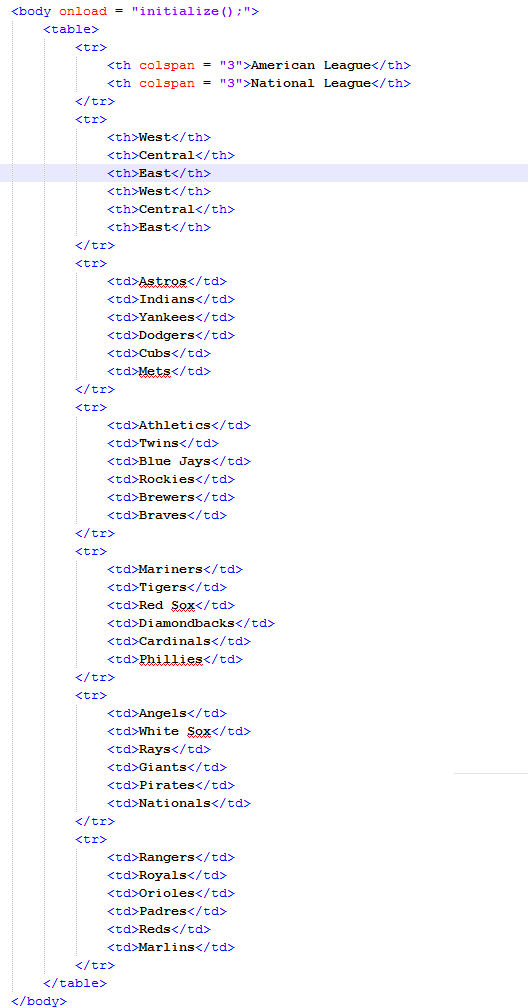 <body onload = "initialize();">
<table>
<tr>
<th colspan = "3">American League</th>
<th colspan = "3">National League</th>
</tr>
<tr>
<th>West</th>
<th>Central</th>
<th>East</th>
<th>West</th>
<th>Central</th>
<th>East</th>
</tr>
<tr>
<td>Astros</td>
<td>Indians</td>
<td>Yankees</td>
<td>Dodgers</td>
<td>Cubs</td>
<td>Mets</td>
</tr>
<tr>
<td>Athletics</td>
<td>Twins</td>
<td>Blue Jays</td>
<td>Rockies</td>
<td>Brewers</td>
<td>Braves</td>
</tr>
<tr>
<td>Mariners</td>
<td>Tigers</td>
<td>Red Sox</td>
<td>Diamondbacks</td>
<td>Cardinals</td>
<td>Phillies</td>
</tr>
<tr>
<td>Angels</td>
<td>White Sox</td>
<td>Rays</td>
<td>Giants</td>
<td>Pirates</td>
<td>Nationals</td>
</tr>
<tr>
<td>Rangers</td>
<td>Royals</td>
<td>Orioles</td>
<td>Padres</td>
<td>Reds</td>
<td>Marlins</td>
</tr>
</table>
</body>